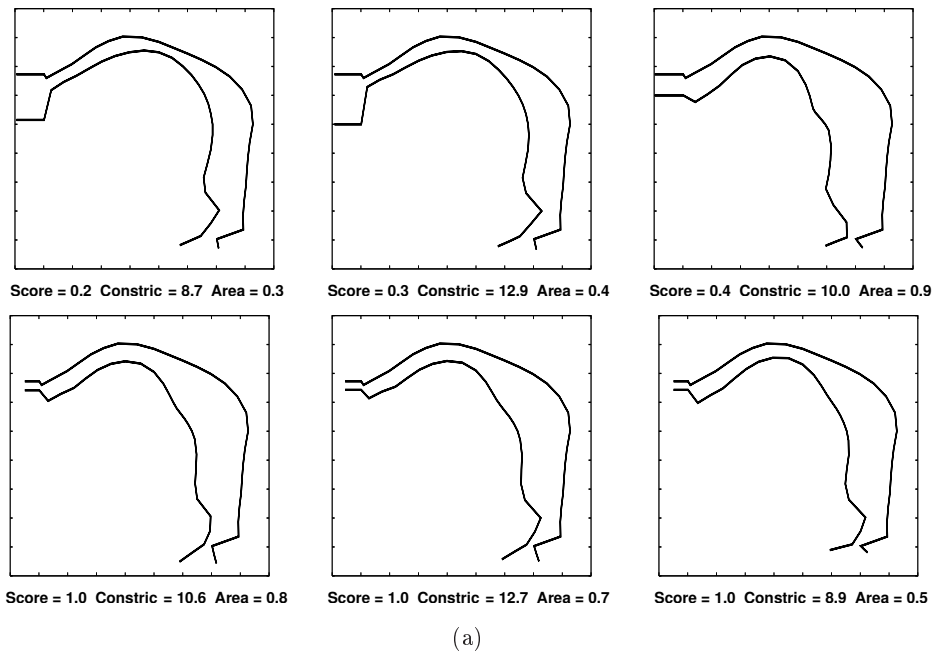 Score = 0.2 Constric = 8.7 Area = 0.3
Score = 0.3 Constric = 12.9 Area = 0.4
Score = 0.4 Constric = 10.0 Area = 0.9
Score = 1.0 Constric = 10.6 Area = 0.8
Score = 1.0 Constric = 12.7 Area = 0.7
Score = 1.0 Constric = 8.9 Area = 0.5
(a)